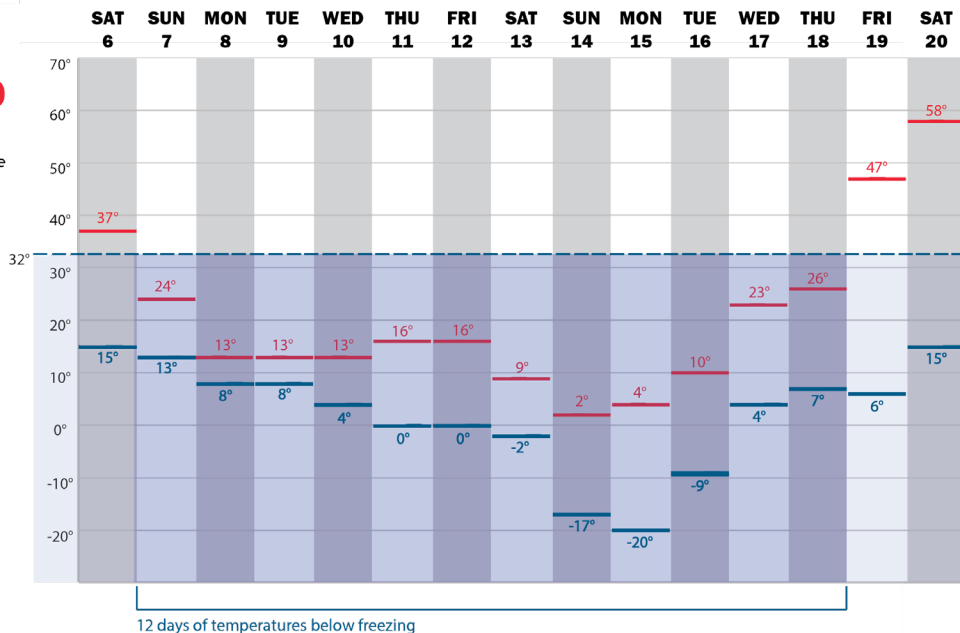 SAT SUN MON TUE WED THU FRI SAT SUN MON TUE WED THU FRI SAT
6 7 8 9 10 11 12 13 14 15 16 17 18 19 20
70°
60°
58°
50°
47°
40°
37°
32°
30°
24° 23° 26°
20°
13° 13° 13° 16° 16° 9° 2° 4° 10°
15° 13° 8° 8° 4° 0° 0° -2° -17° -20° -9° 4° 7° 6° 15°
10°
0°
-10°
-20°
12 days of temperatures below freezing